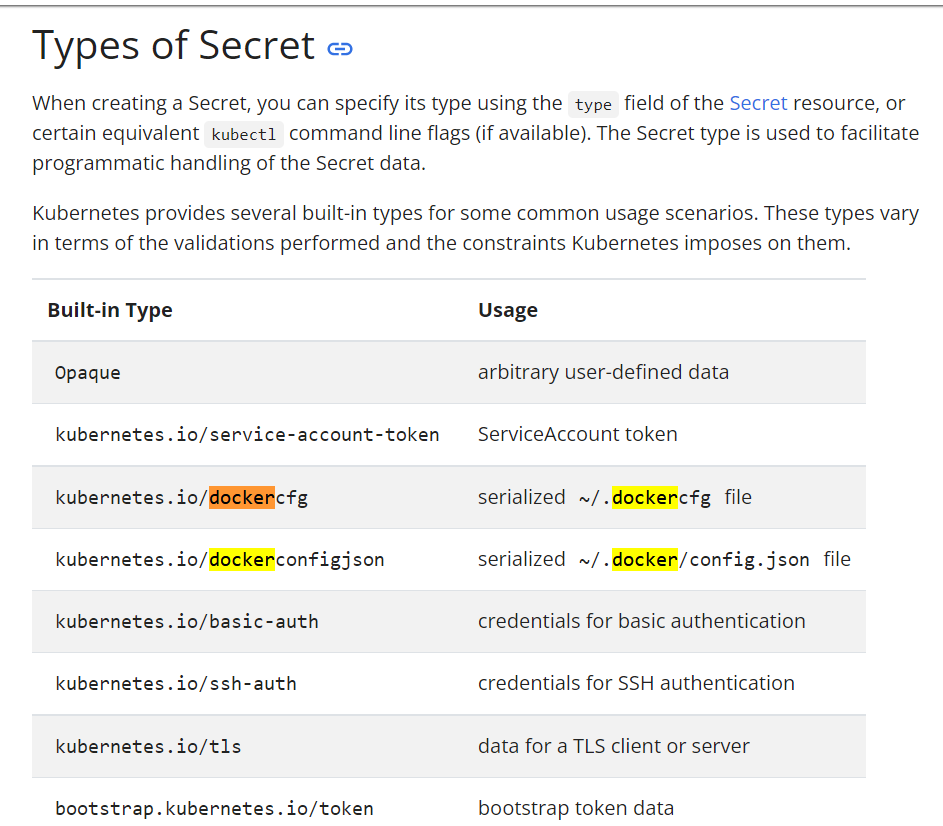 Types of Secret
When creating a Secret, you can specify its type using the type field of the Secret resource, or
certain equivalent kubectl command line flags (if available). The Secret type is used to facilitate
programmatic handling of the Secret data.
Kubernetes provides several built-in types for some common usage scenarios. These types vary
in terms of the validations performed and the constraints Kubernetes imposes on them.
Built-in Type Usage
Opaque arbitrary user-defined data
kubernetes.io/service-account-token ServiceAccount token
kubernetes.io/dockercfg serialized ~/.dockercfg file
kubernetes.io/dockerconfigjson serialized ~/.docker/config.json file
kubernetes.io/basic-auth credentials for basic authentication
kubernetes.io/ssh-auth credentials for SSH authentication
kubernetes.io/tls data for a TLS client or server
bootstrap.kubernetes.io/token bootstrap token data